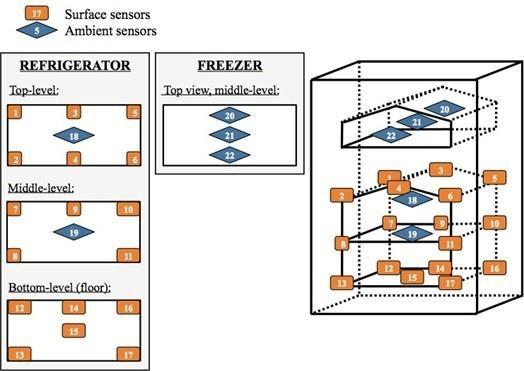 17 Surface sensors
5 Ambient sensors
REFRIGERATOR
Top-level:
1 3 5
18
2 4 6
Middle-level:
7 9 10
19
8 11
Bottom-level (floor):
12 14 16
15
13 17
FREEZER
Top view, middle-level:
20
21
22
20
21
22
1 3 5
2 4 6
18
7 9 10
19
8 11
12 14 16
15
13 17